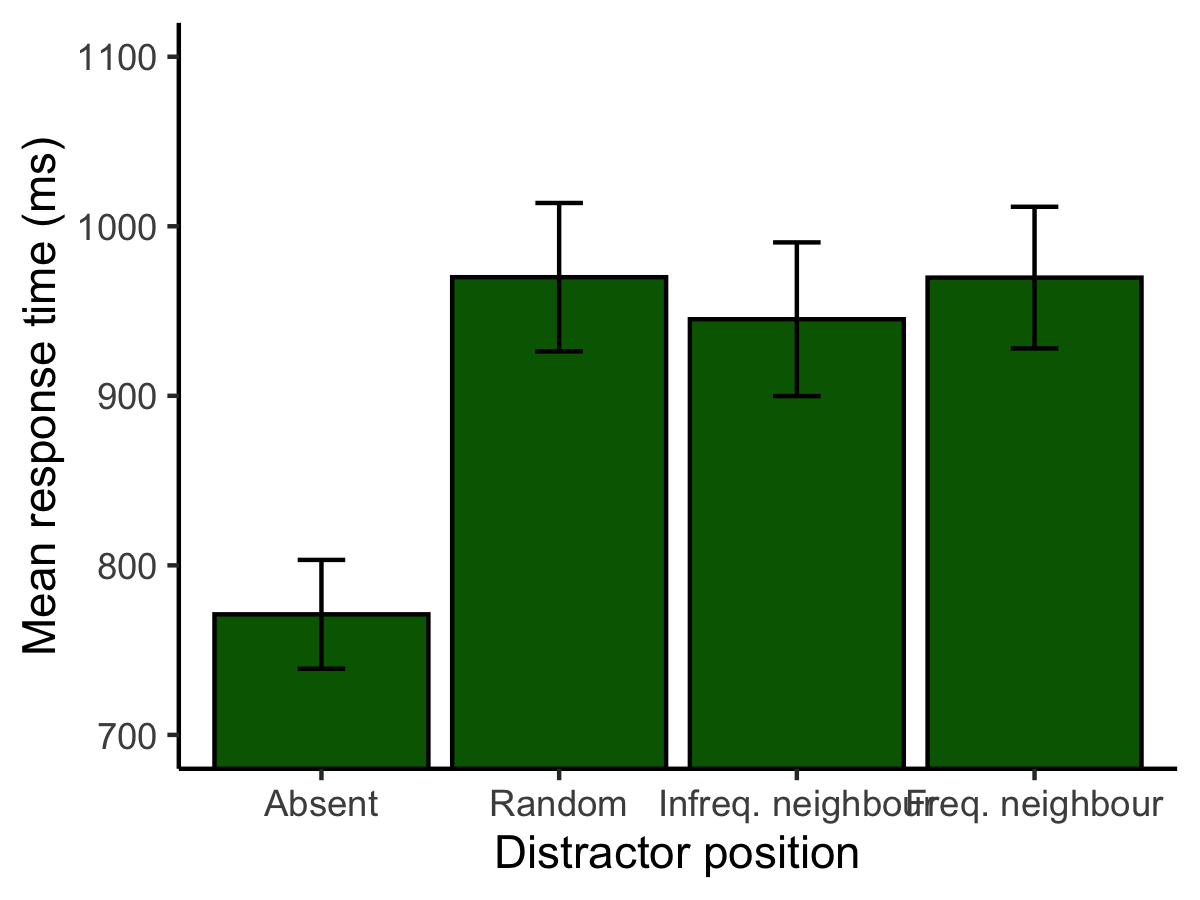 Mean response time (ms)
1100
1000
900
800
700
Absent
Random
Infreq. neighbour
Freq. neighbour
Distractor position